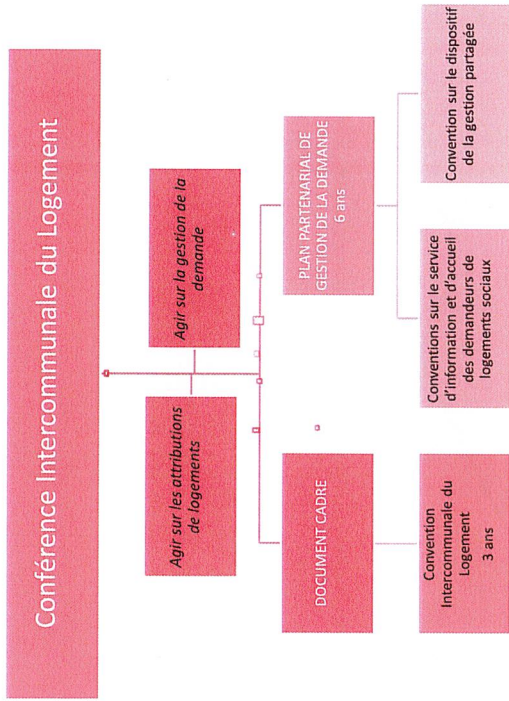 Conférence Intercommunale du Logement
Agir sur les attributions
de logements
Agir sur la gestion de la
demande
DOCUMENT CADRE
PLAN PARTENARIAL DE
GESTION DE LA DEMANDE
6 ans
Convention
Intercommunale du
Logement
3 ans
Conventions sur le service
d'information et d'accueil
des demandeurs de
logements sociaux
Convention sur le dispositif
de la gestion partagée